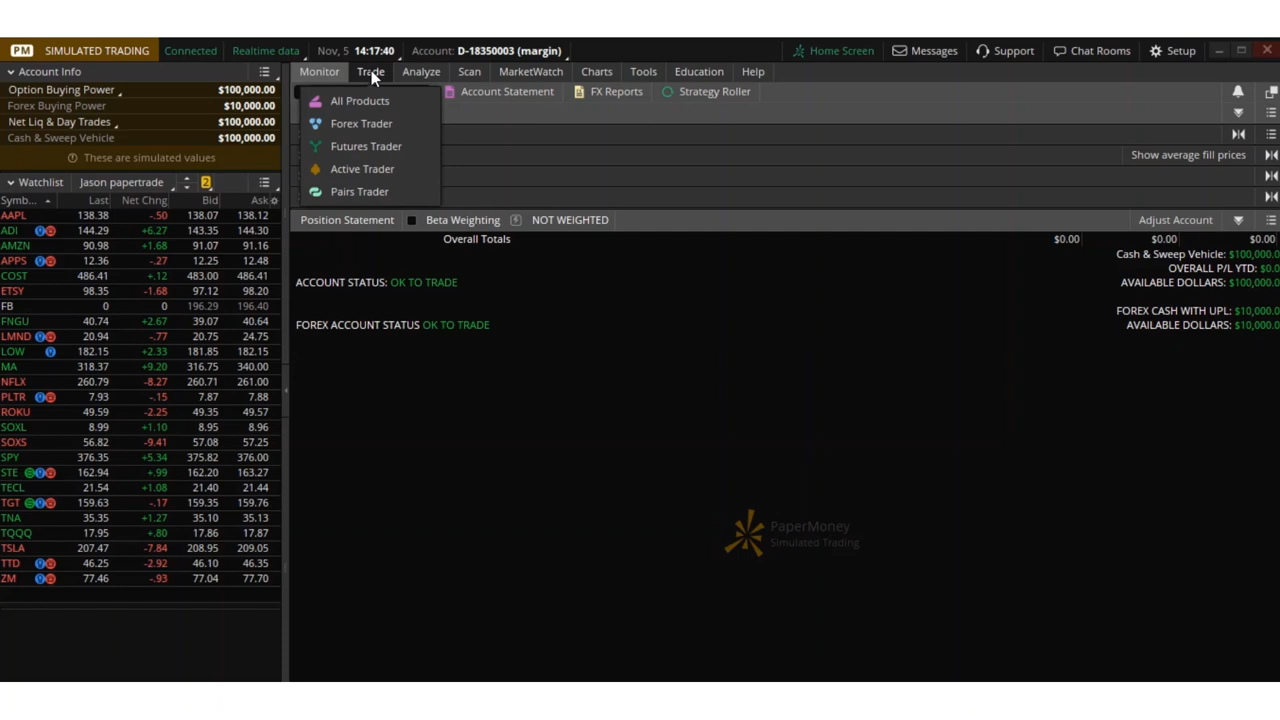 PM SIMULATED TRADING Connected Realtime data Nov, 5 14:17:40 Account: D-18350003 (margin) Home Screen Messages Support Chat Rooms Setup
Account Info
Option Buying Power $100,000.00
Forex Buying Power $10,000.00
Net Liq & Day Trades $100,000.00
Cash & Sweep Vehicle $100,000.00
These are simulated values
Watchlist Jason papertrade 2
Symb... Last Net Chng Bid Ask
AAPL 138.38 -.50 138.07 138.12
ADI 144.29 +6.27 143.35 144.30
AMZN 90.98 +1.68 91.07 91.16
APPS 12.36 -.27 12.25 12.48
COST 486.41 +.12 483.00 486.41
ETSY 98.35 -1.68 97.12 98.20
FB 0 0 196.29 196.40
FNGU 40.74 +2.67 39.07 40.64
LMND 20.94 -.77 20.75 24.75
LOW 182.15 +2.33 181.85 182.15
MA 318.37 +9.20 316.75 340.00
NFLX 260.79 -8.27 260.71 261.00
PLTR 7.93 -.15 7.87 7.88
ROKU 49.59 -2.25 49.35 49.57
SOXL 8.99 +1.10 8.95 8.96
SOXS 56.82 -9.41 57.08 57.25
SPY 376.35 +5.34 375.82 376.00
STE 162.94 +.99 162.20 163.27
TECL 21.54 +1.08 21.40 21.44
TGT 159.63 -.17 159.35 159.76
TNA 35.35 +1.27 35.10 35.13
TQQQ 17.95 +.80 17.86 17.87
TSLA 207.47 -7.84 208.95 209.05
TTD 46.25 -2.92 46.10 46.35
ZM 77.46 -.93 77.04 77.70
Monitor Trade Analyze Scan MarketWatch Charts Tools Education Help
Account Statement FX Reports Strategy Roller
All Products
Forex Trader
Futures Trader
Active Trader
Pairs Trader
Show average fill prices
Position Statement Beta Weighting NOT WEIGHTED Adjust Account
Overall Totals $0.00 $0.00 $0.00
Cash & Sweep Vehicle: $100,000.0
OVERALL P/L YTD: $0.0
ACCOUNT STATUS: OK TO TRADE AVAILABLE DOLLARS: $100,000.0
FOREX CASH WITH UPL: $10,000.0
FOREX ACCOUNT STATUS OK TO TRADE AVAILABLE DOLLARS: $10,000.0
PaperMoney
Simulated Trading